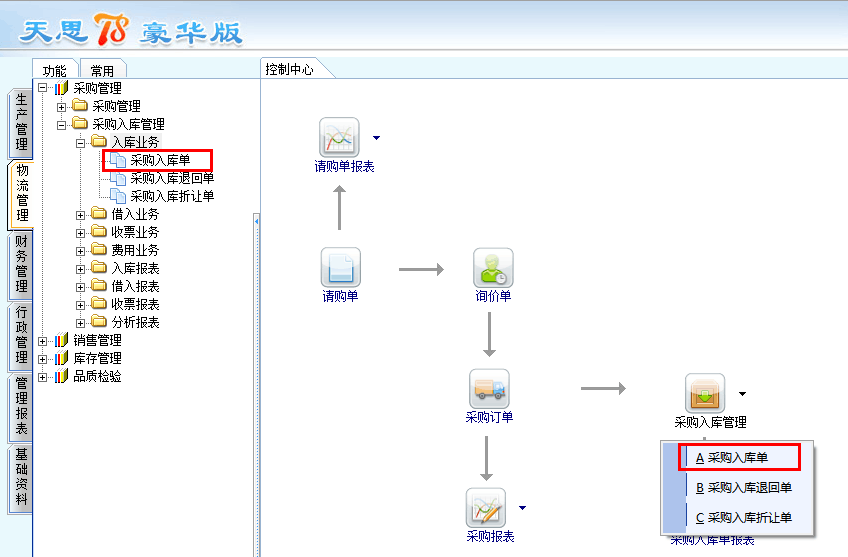 天思T8豪华版
功能 常用
控制中心
生产管理
物流管理
财务管理
行政管理
管理报表
基础资料
采购管理
采购管理
采购入库管理
入库业务
采购入库单
采购入库退回单
采购入库折让单
借入业务
收票业务
费用业务
入库报表
借入报表
收票报表
分析报表
销售管理
库存管理
品质检验
请购单报表
请购单
询价单
采购订单
采购入库管理
A 采购入库单
B 采购入库退回单
C 采购入库折让单
采购报表
采购入库单报表